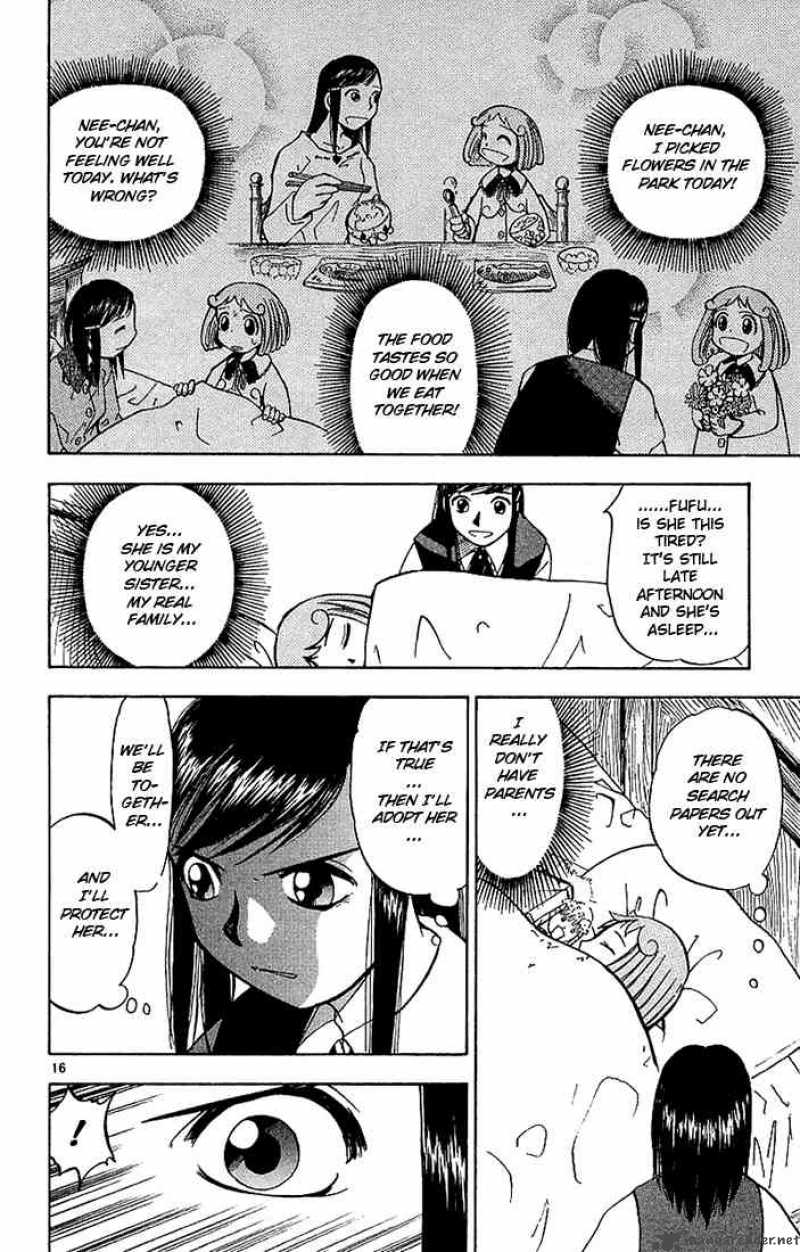 NEE-CHAN,
I PICKED
FLOWERS IN THE
PARK TODAY!
NEE-CHAN,
YOU'RE NOT
FEELING WELL
TODAY. WHAT'S
WRONG?
THE FOOD
TASTES SO
GOOD WHEN
WE EAT
TOGETHER!
......FUFU...
IS SHE THIS
TIRED?
IT'S STILL
LATE
AFTERNOON
AND SHE'S
ASLEEP...
YES...
SHE IS MY
YOUNGER
SISTER...
MY REAL
FAMILY...
THERE
ARE NO
SEARCH
PAPERS OUT
YET...
I
REALLY
DON'T
HAVE
PARENTS
...
IF THAT'S
TRUE
...
THEN I'LL
ADOPT HER
...
WE'LL
BE
TO-
GETH-
ER...
AND
I'LL
PROTECT
HER...
16
!